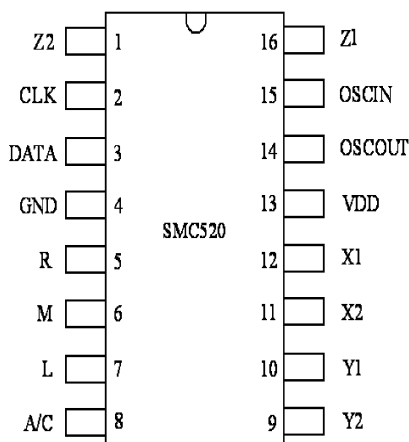 Z2 1 16 Z1
CLK 2 15 OSCIN
DATA 3 14 OSCOUT
GND 4 13 VDD
SMC520
R 5 12 X1
M 6 11 X2
L 7 10 Y1
A/C 8 9 Y2